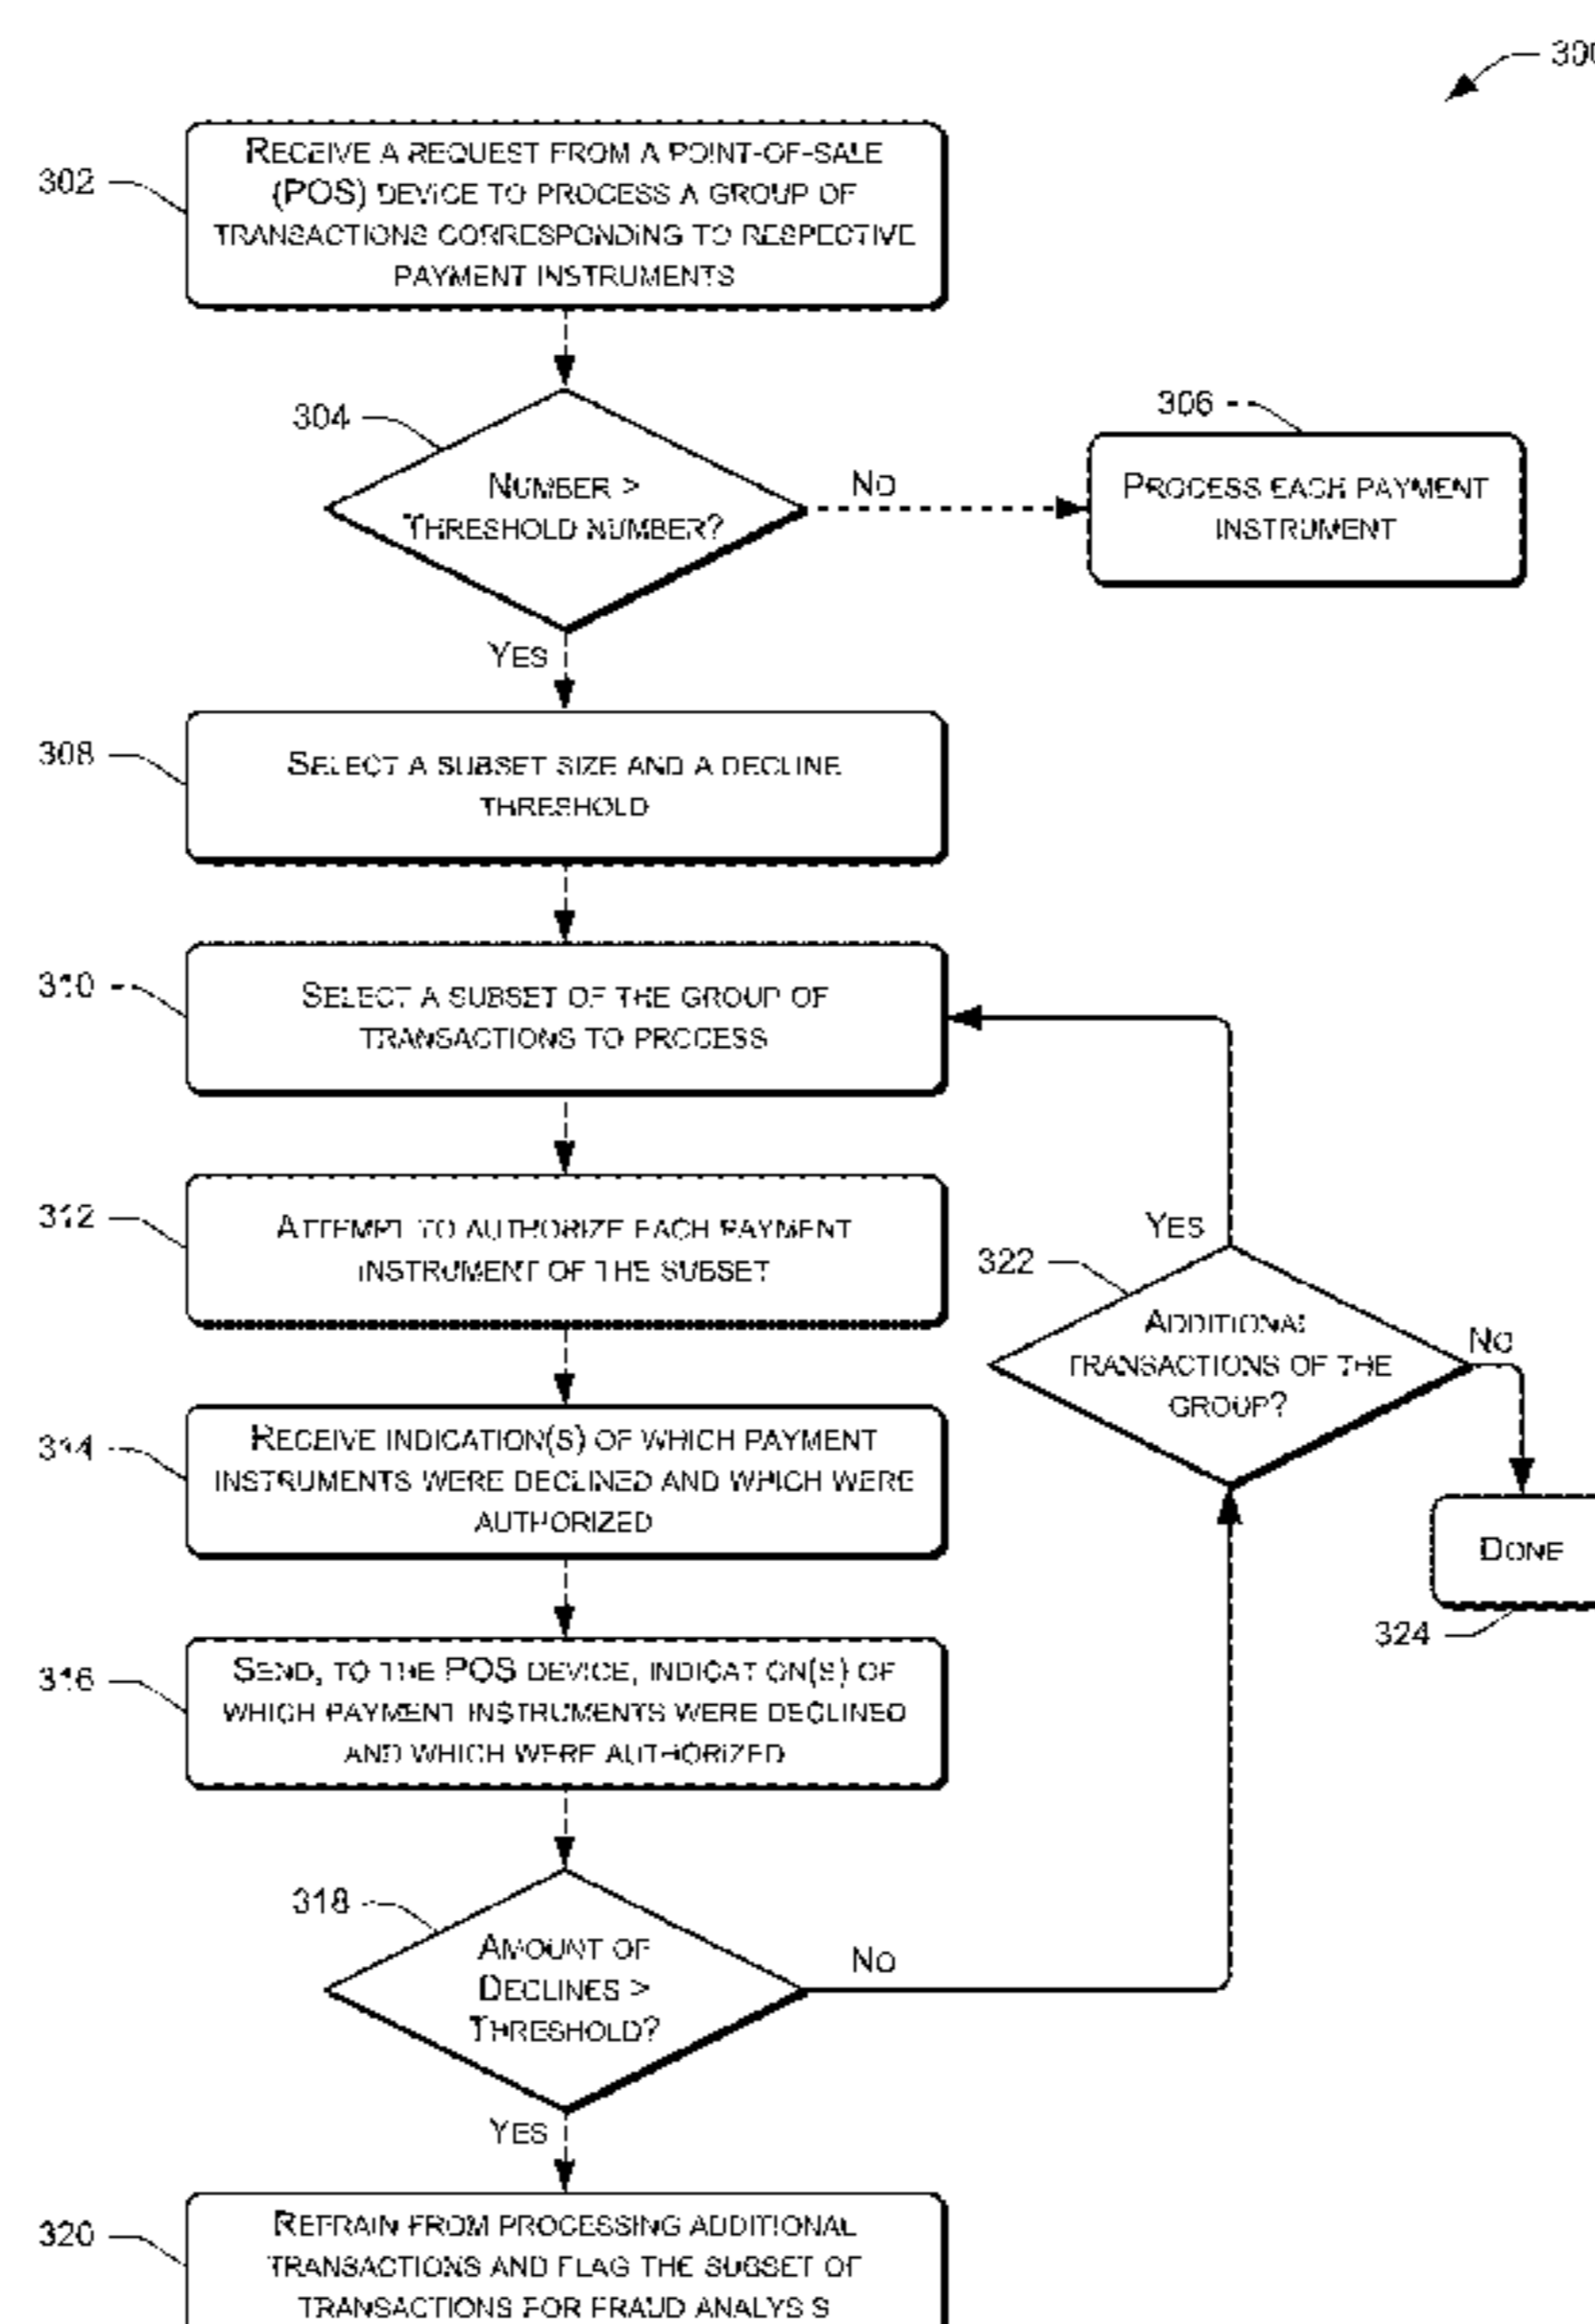 300
302
RECEIVE A REQUEST FROM A POINT-OF-SALE
(POS) DEVICE TO PROCESS A GROUP OF
TRANSACTIONS CORRESPONDING TO RESPECTIVE
PAYMENT INSTRUMENTS
304
NUMBER >
THRESHOLD NUMBER?
NO
306
PROCESS EACH PAYMENT
INSTRUMENT
YES
308
SELECT A SUBSET SIZE AND A DECLINE
THRESHOLD
310
SELECT A SUBSET OF THE GROUP OF
TRANSACTIONS TO PROCESS
312
ATTEMPT TO AUTHORIZE EACH PAYMENT
INSTRUMENT OF THE SUBSET
YES
322
ADDITIONAL
TRANSACTIONS OF THE
GROUP?
NO
314
RECEIVE INDICATION(S) OF WHICH PAYMENT
INSTRUMENTS WERE DECLINED AND WHICH WERE
AUTHORIZED
DONE
324
316
SEND, TO THE POS DEVICE, INDICATION(S) OF
WHICH PAYMENT INSTRUMENTS WERE DECLINED
AND WHICH WERE AUTHORIZED
318
AMOUNT OF
DECLINES >
THRESHOLD?
NO
YES
320
REFRAIN FROM PROCESSING ADDITIONAL
TRANSACTIONS AND FLAG THE SUBSET OF
TRANSACTIONS FOR FRAUD ANALYSIS